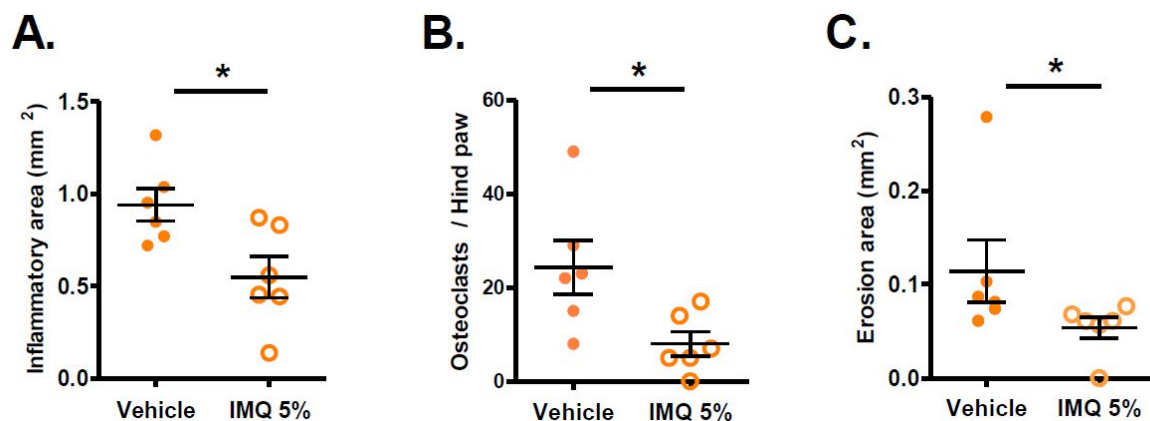 A.
*
Inflammatory area (mm ²)
1.5
1.0
0.5
0.0
Vehicle IMQ 5%
B.
*
Osteoclasts / Hind paw
60
40
20
0
Vehicle IMQ 5%
C.
*
Erosion area (mm²)
0.3
0.2
0.1
0.0
Vehicle IMQ 5%